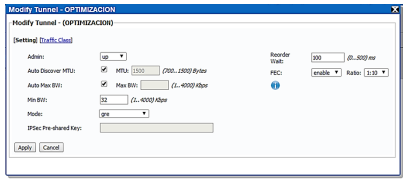 Modify Tunnel - OPTIMIZACION
Modify Tunnel - (OPTIMIZACION)
[Setting] [Traffic Class]
Admin: up
Auto Discover MTU: MTU: 1500 (700...1500) Bytes
Auto Max BW: Max BW: (1...4000) Kbps
Min BW: 32 (1...4000) Kbps
Mode: gre
IPSec Pre-shared Key:
Reorder Wait: 100 (0...500) ms
FEC: enable Ratio: 1:10
Apply Cancel